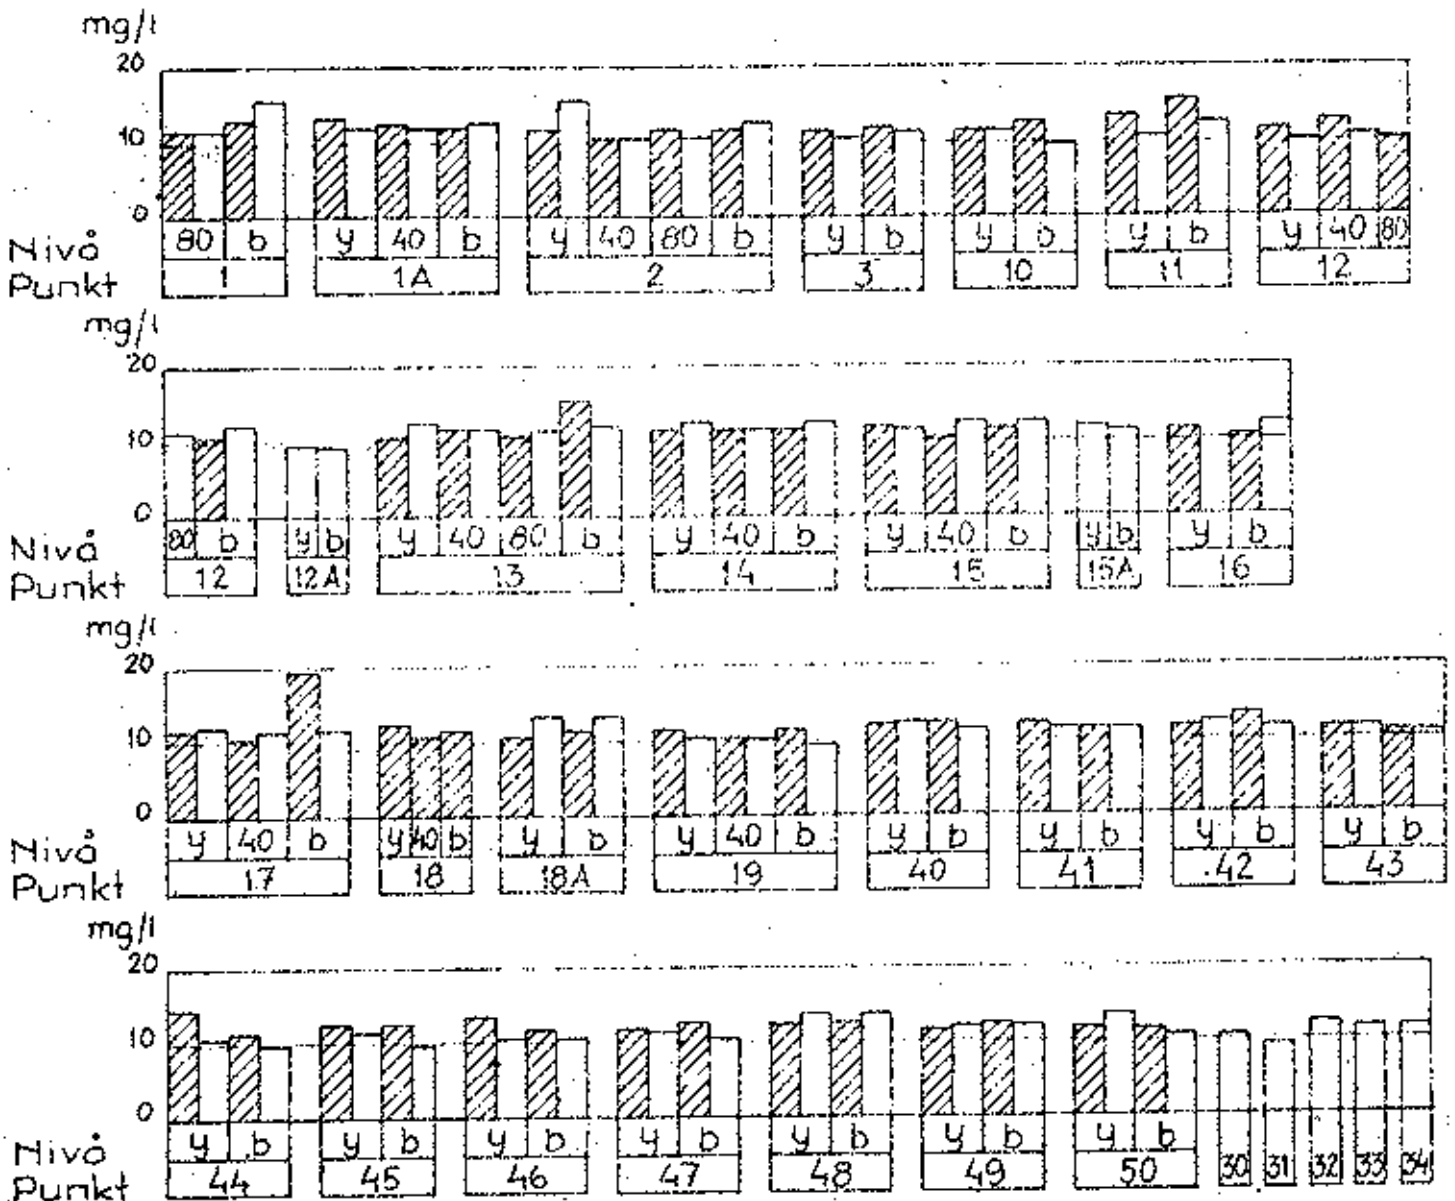 mg/l
20
10
0
Nivå 80 b y 40 b y 40 80 b y b y b y b y 40 80
Punkt 1 1A 2 3 10 11 12
mg/l
20
10
0
Nivå 80 b y b y 40 80 b y 40 b y 40 b y b y b
Punkt 12 12A 13 14 15 15A 16
mg/l
20
10
0
Nivå y 40 b y 40 b y b y 40 b y b y b y b y b
Punkt 17 18 18A 19 40 41 42 43
mg/l
20
10
0
Nivå y b y b y b y b y b y b y b
Punkt 44 45 46 47 48 49 50 30 31 32 33 34